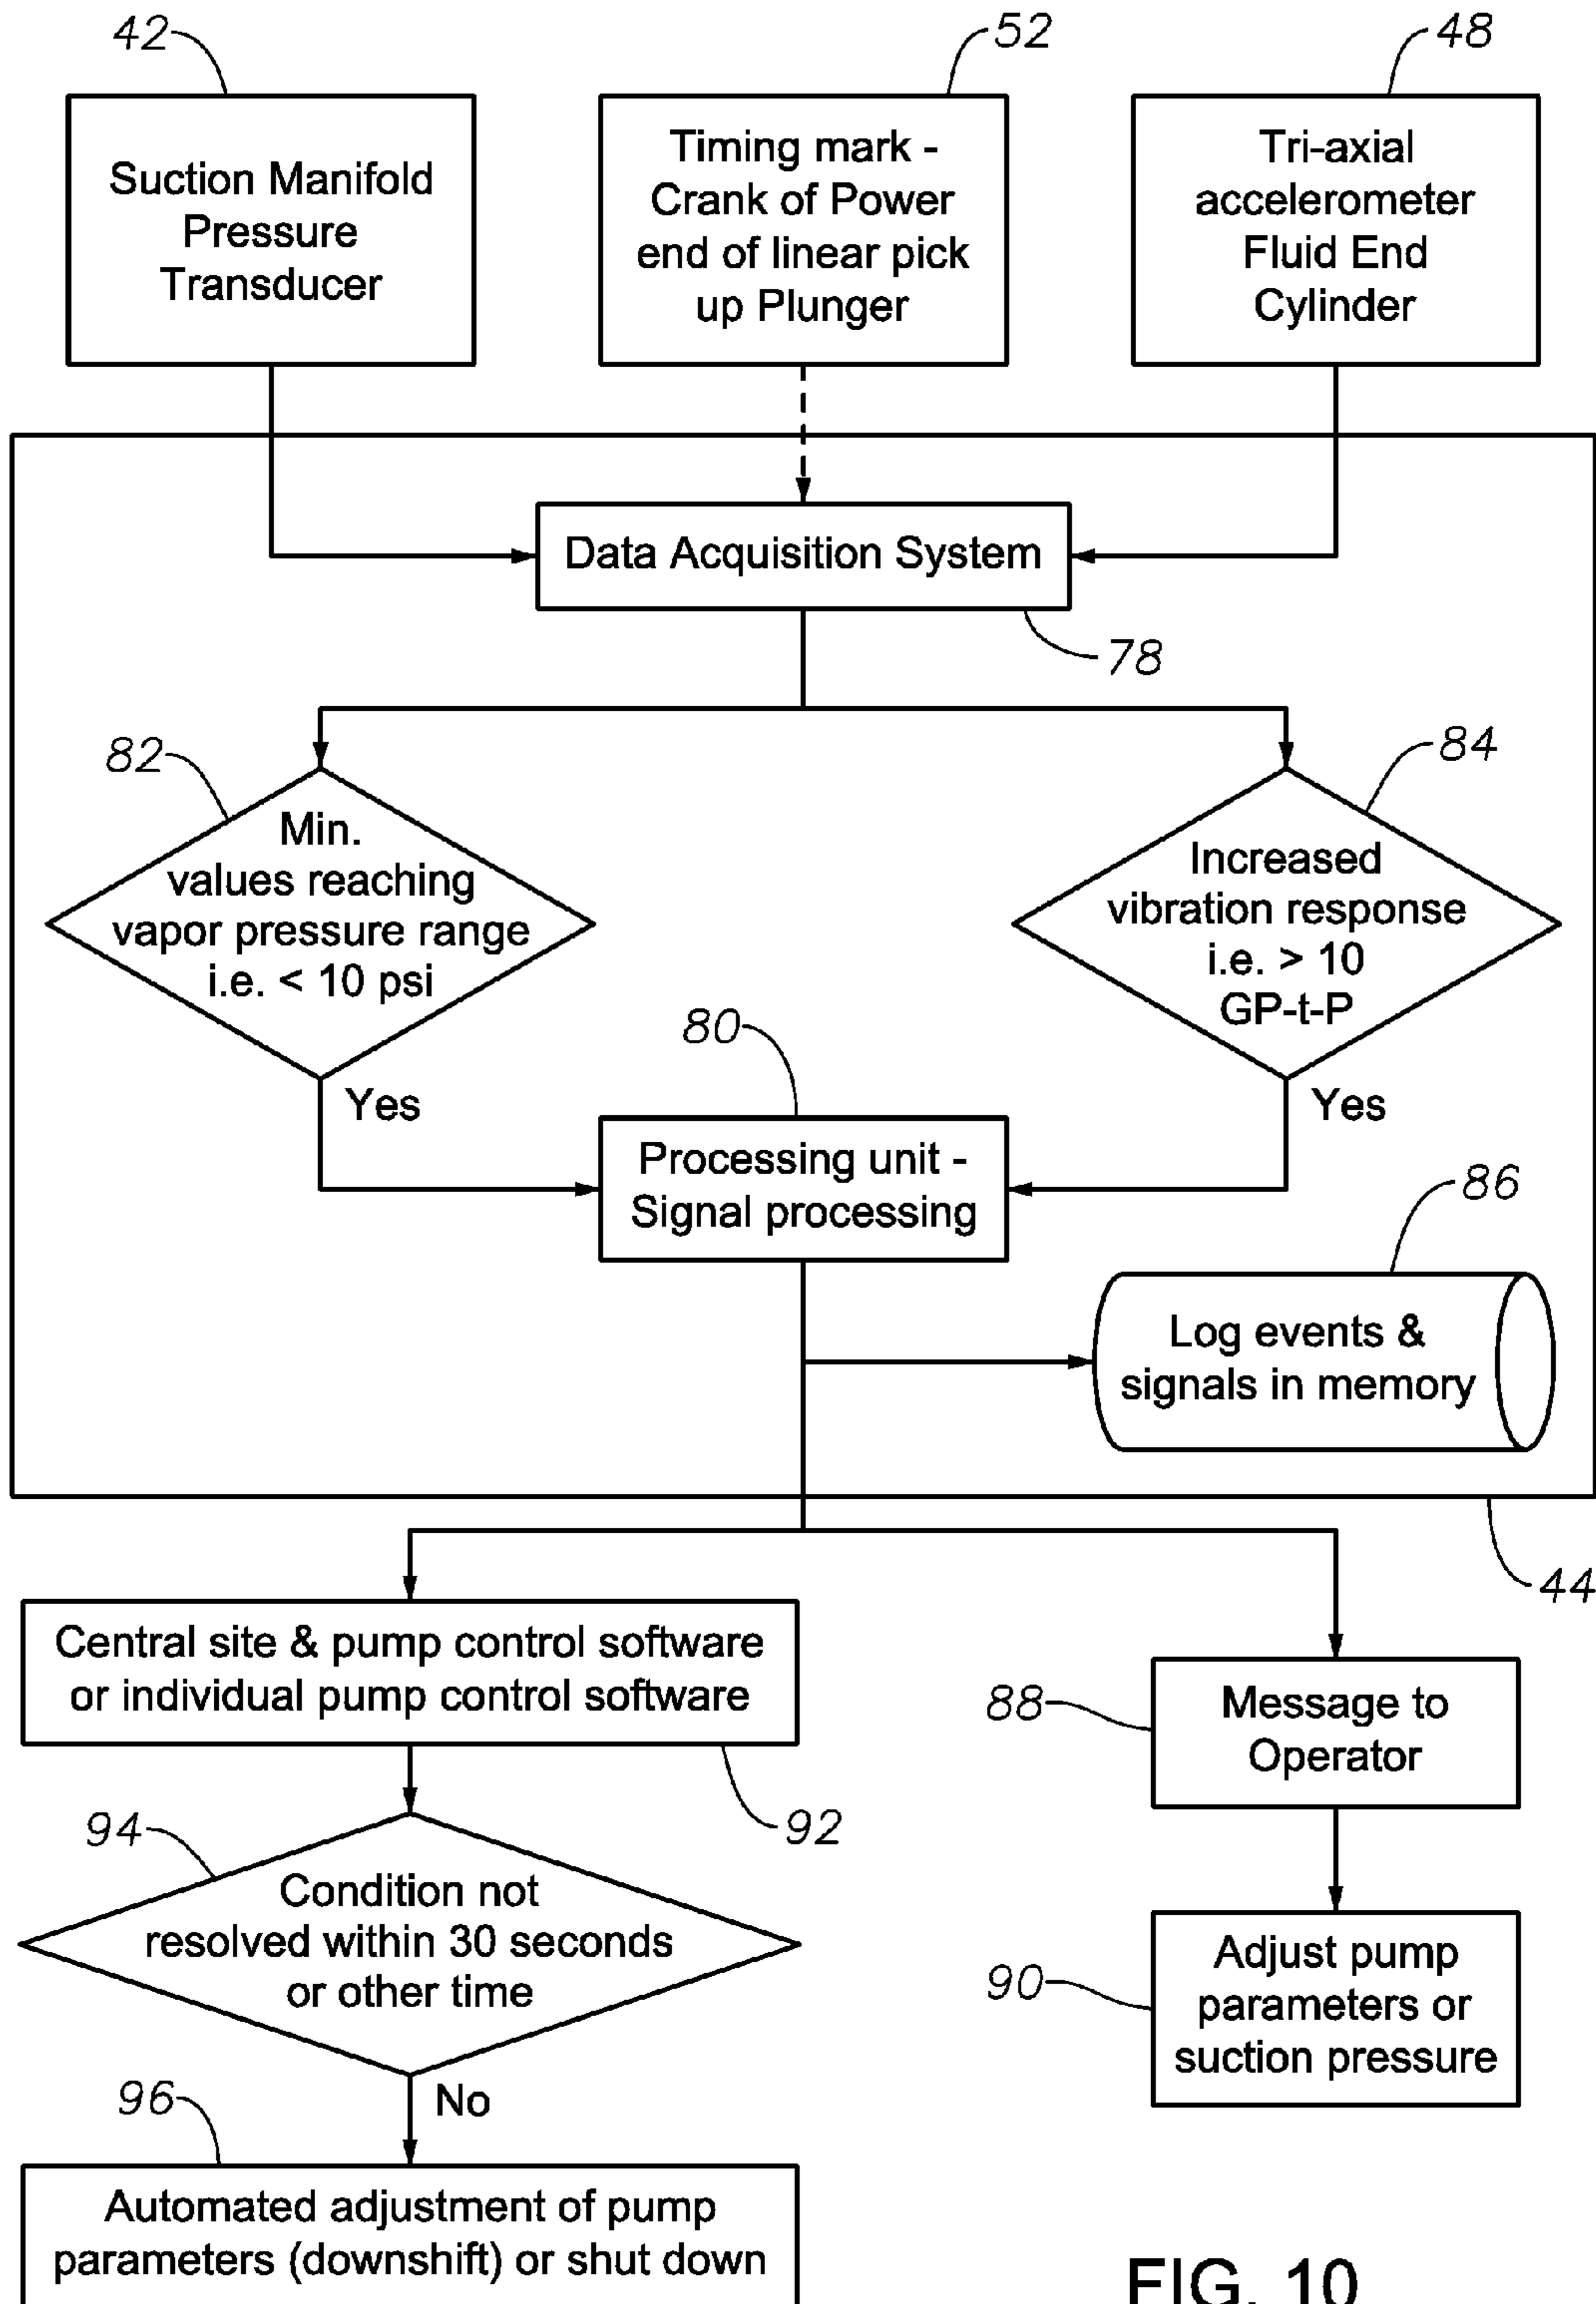 42
52
48
Suction Manifold
Pressure
Transducer
Timing mark -
Crank of Power
end of linear pick
up Plunger
Tri-axial
accelerometer
Fluid End
Cylinder
Data Acquisition System
78
82
84
Min.
values reaching
vapor pressure range
i.e. < 10 psi
Increased
vibration response
i.e. > 10
GP-t-P
80
Yes
Yes
Processing unit -
Signal processing
86
Log events &
signals in memory
44
Central site & pump control software
or individual pump control software
92
88
Message to
Operator
94
Condition not
resolved within 30 seconds
or other time
90
Adjust pump
parameters or
suction pressure
No
96
Automated adjustment of pump
parameters (downshift) or shut down
FIG. 10